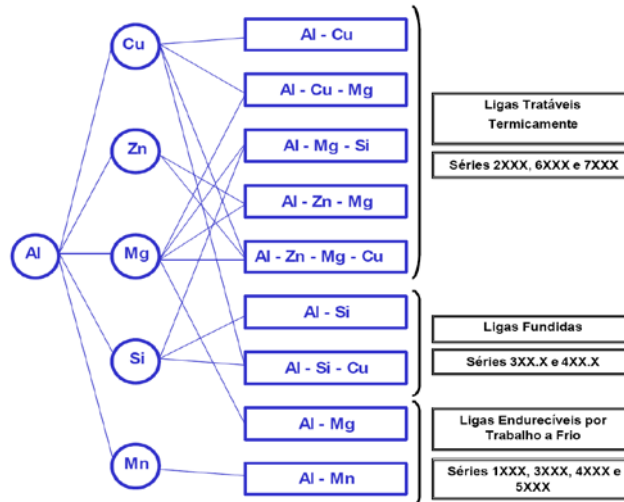 Al
Cu
Zn
Mg
Si
Mn
Al - Cu
Al - Cu - Mg
Al - Mg - Si
Al - Zn - Mg
Al - Zn - Mg - Cu
Al - Si
Al - Si - Cu
Al - Mg
Al - Mn
Ligas Tratáveis
Termicamente
Séries 2XXX, 6XXX e 7XXX
Ligas Fundidas
Séries 3XX.X e 4XX.X
Ligas Endurecíveis por
Trabalho a Frio
Séries 1XXX, 3XXX, 4XXX e
5XXX